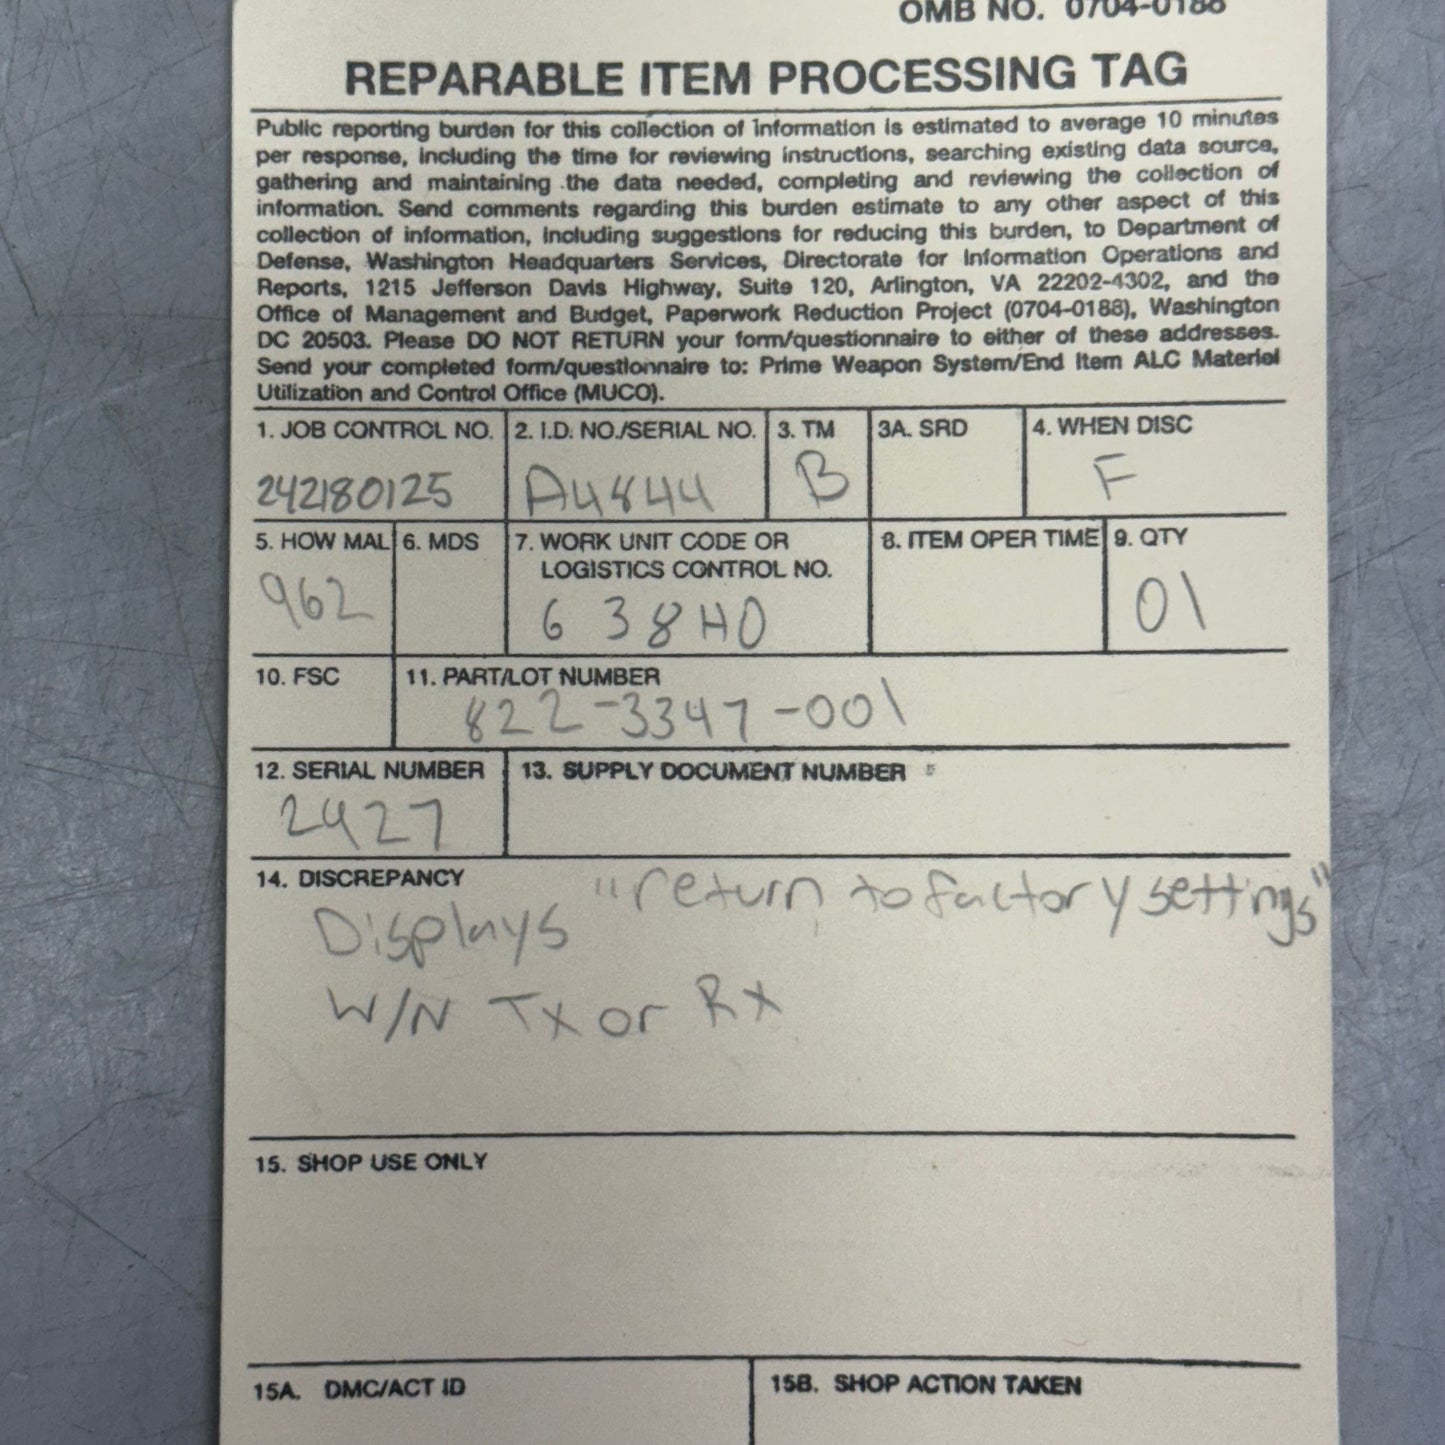 OMB NO. 0704-0188
REPARABLE ITEM PROCESSING TAG
Public reporting burden for this collection of information is estimated to average 10 minutes
per response, including the time for reviewing instructions, searching existing data source,
gathering and maintaining the data needed, completing and reviewing the collection of
information. Send comments regarding this burden estimate to any other aspect of this
collection of information, including suggestions for reducing this burden, to Department of
Defense, Washington Headquarters Services, Directorate for Information Operations and
Reports, 1215 Jefferson Davis Highway, Suite 120, Arlington, VA 22202-4302, and the
Office of Management and Budget, Paperwork Reduction Project (0704-0188), Washington
DC 20503. Please DO NOT RETURN your form/questionnaire to either of these addresses.
Send your completed form/questionnaire to: Prime Weapon System/End Item ALC Materiel
Utilization and Control Office (MUCO).
1. JOB CONTROL NO. 2. I.D. NO./SERIAL NO. 3. TM 3A. SRD 4. WHEN DISC
242180125 A4844 B F
5. HOW MAL 6. MDS 7. WORK UNIT CODE OR 8. ITEM OPER TIME 9. QTY
LOGISTICS CONTROL NO.
962 638H0 01
10. FSC 11. PART/LOT NUMBER
822-3347-001
12. SERIAL NUMBER 13. SUPPLY DOCUMENT NUMBER
2427
14. DISCREPANCY
Displays "return to factory settings"
W/N Tx or Rx
15. SHOP USE ONLY
15A. DMC/ACT ID 15B. SHOP ACTION TAKEN